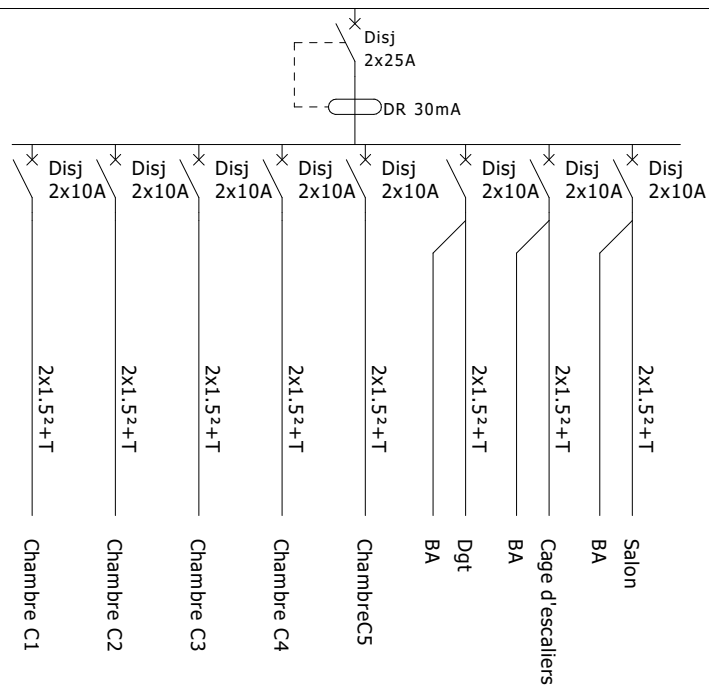 Disj
2x25A
DR 30mA
Disj
2x10A
Disj
2x10A
Disj
2x10A
Disj
2x10A
Disj
2x10A
Disj
2x10A
Disj
2x10A
Disj
2x10A
2x1.5²+T
2x1.5²+T
2x1.5²+T
2x1.5²+T
2x1.5²+T
2x1.5²+T
2x1.5²+T
2x1.5²+T
Chambre C1
Chambre C2
Chambre C3
Chambre C4
ChambreC5
BA
Dgt
BA
Cage d'escaliers
BA
Salon